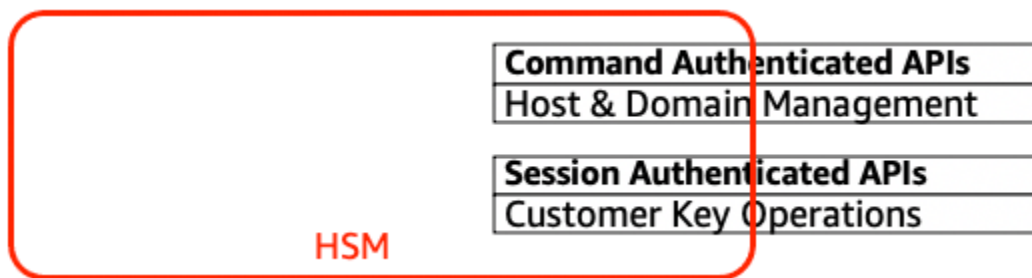 Command Authenticated APIs
Host & Domain Management
Session Authenticated APIs
Customer Key Operations
HSM